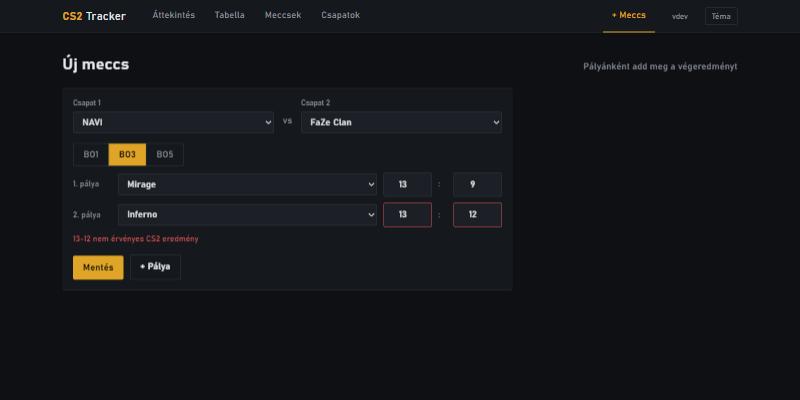 CS2 Tracker Áttekintés Tabella Meccsek Csapatok + Meccs vdev Téma
Új meccs Pályánként add meg a végeredményt
Csapat 1 Csapat 2
NAVI vs FaZe Clan
BO1 BO3 BO5
1. pálya Mirage 13 : 9
2. pálya Inferno 13 : 12
13-12 nem érvényes CS2 eredmény
Mentés + Pálya